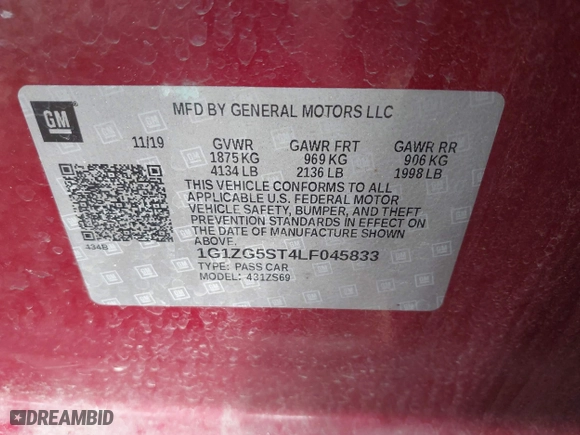 GM
MFD BY GENERAL MOTORS LLC
11/19 GVWR GAWR FRT GAWR RR
1875 KG 969 KG 906 KG
4134 LB 2136 LB 1998 LB
THIS VEHICLE CONFORMS TO ALL
APPLICABLE U.S. FEDERAL MOTOR
VEHICLE SAFETY, BUMPER, AND THEFT
PREVENTION STANDARDS IN EFFECT ON
THE DATE OF MANUFACTURE SHOWN
ABOVE.
434B
1G1ZG5ST4LF045833
TYPE: PASS CAR
MODEL: 431ZS69
DREAMBID